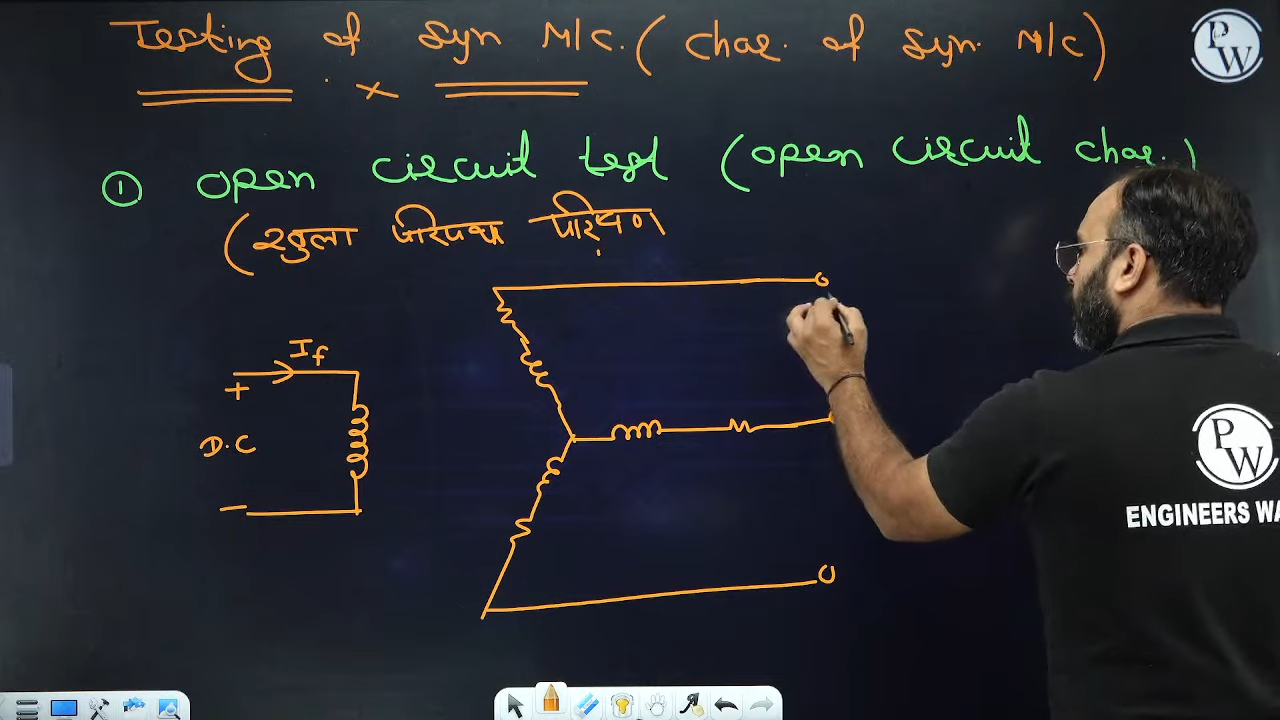 Testing of Syn M/C. (Char. of Syn. M/C)
PW
① open circuit test (open circuit char.)
(खुला परिपथ परिक्षण
I_f
+
D.C
−
PW
ENGINEERS WA